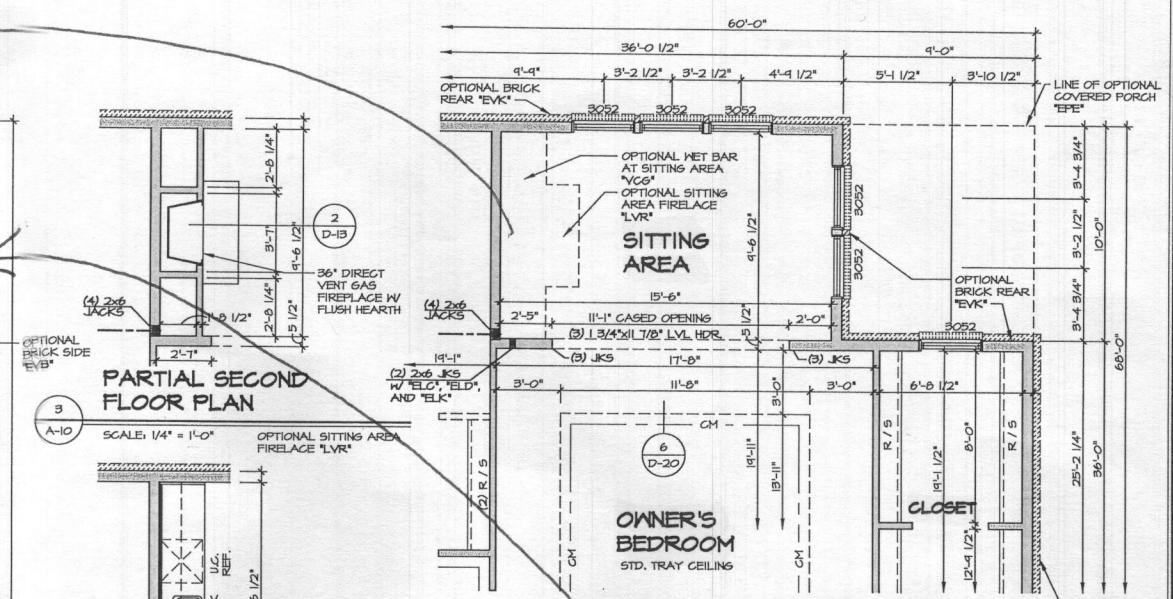 60'-0"
36'-0 1/2"
9'-0"
9'-9"
3'-2 1/2"
3'-2 1/2"
4'-9 1/2"
5'-1 1/2"
3'-10 1/2"
OPTIONAL BRICK
REAR "EVK"
3052
3052
3052
LINE OF OPTIONAL
COVERED PORCH
"EPE"
2'-8 1/4"
3'-7"
2'-8 1/4"
9'-6 1/2"
5 1/2"
2
D-13
36" DIRECT
VENT GAS
FIREPLACE W/
FLUSH HEARTH
1'-8 1/2"
2'-7"
(4) 2x6
JACKS
OPTIONAL
BRICK SIDE
"EVB"
PARTIAL SECOND
FLOOR PLAN
3
A-10
SCALE: 1/4" = 1'-0"
OPTIONAL SITTING AREA
FIRELACE "LVR"
U.C.
REF.
OPTIONAL WET BAR
AT SITTING AREA
"VCG"
OPTIONAL SITTING
AREA FIRELACE
"LVR"
SITTING
AREA
9'-6 1/2"
3052
3052
3'-4 3/4"
3'-2 1/2"
3'-4 3/4"
10'-0"
68'-0"
OPTIONAL
BRICK REAR
"EVK"
3052
15'-6"
(4) 2x6
JACKS
2'-5"
11'-1" CASED OPENING
2'-0"
5 1/2"
(3) 1 3/4"x11 7/8" LVL HDR.
(3) JKS
(3) JKS
19'-1"
17'-8"
(2) 2x6 JKS
W/ "ELC", "ELD",
AND "ELK"
3'-0"
11'-8"
3'-0"
3'-0"
6'-8 1/2"
CM
CM
CM
6
D-20
19'-11"
13'-11"
(2) R / S
R / S
R / S
19'-1 1/2"
8'-0"
12'-9 1/2"
25'-2 1/4"
36'-0"
CLOSET
OWNER'S
BEDROOM
STD. TRAY CEILING